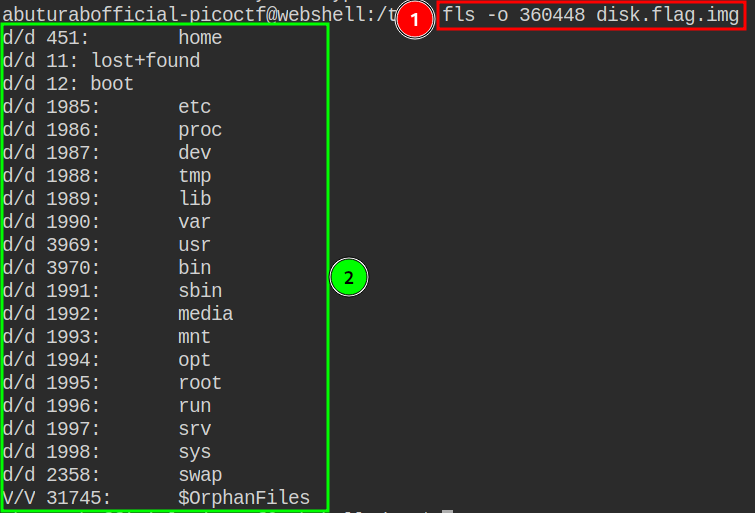 abuturabofficial-picoctf@webshell:/t 1 fls -o 360448 disk.flag.img
d/d 451: home
d/d 11: lost+found
d/d 12: boot
d/d 1985: etc
d/d 1986: proc
d/d 1987: dev
d/d 1988: tmp
d/d 1989: lib
d/d 1990: var
d/d 3969: usr
d/d 3970: bin
2
d/d 1991: sbin
d/d 1992: media
d/d 1993: mnt
d/d 1994: opt
d/d 1995: root
d/d 1996: run
d/d 1997: srv
d/d 1998: sys
d/d 2358: swap
V/V 31745: $OrphanFiles